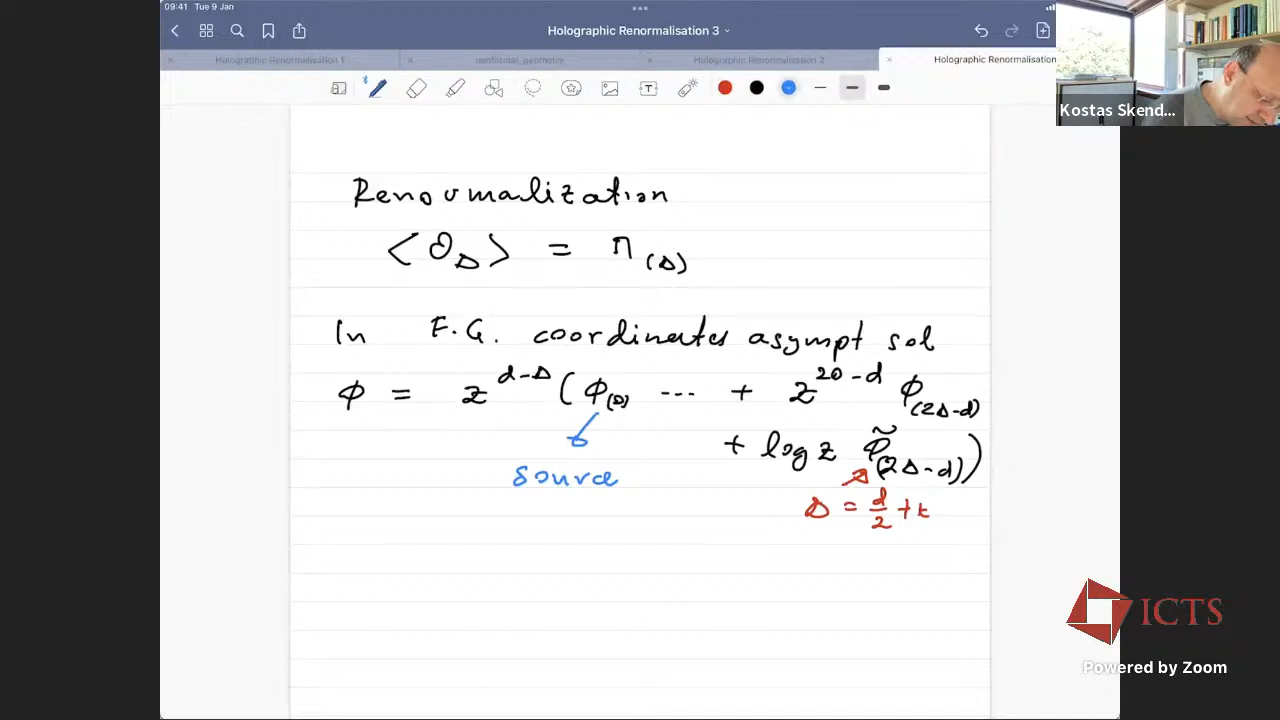 09:41 Tue 9 Jan
Holographic Renormalisation 3
Holographic Renormalisation 1
conformal_geometry
Holographic Renormalisation 2
Holographic Renormalisation
Kostas Skend...
Renormalization
<O_Δ> = π_(Δ)
In F.G. coordinates asympt sol
φ = z^{d-Δ} (φ_(0) ... + z^{2Δ-d} φ_(2Δ-d)
+ log z φ̃_(2Δ-d))
source
Δ = d/2 + k
ICTS
Powered by Zoom